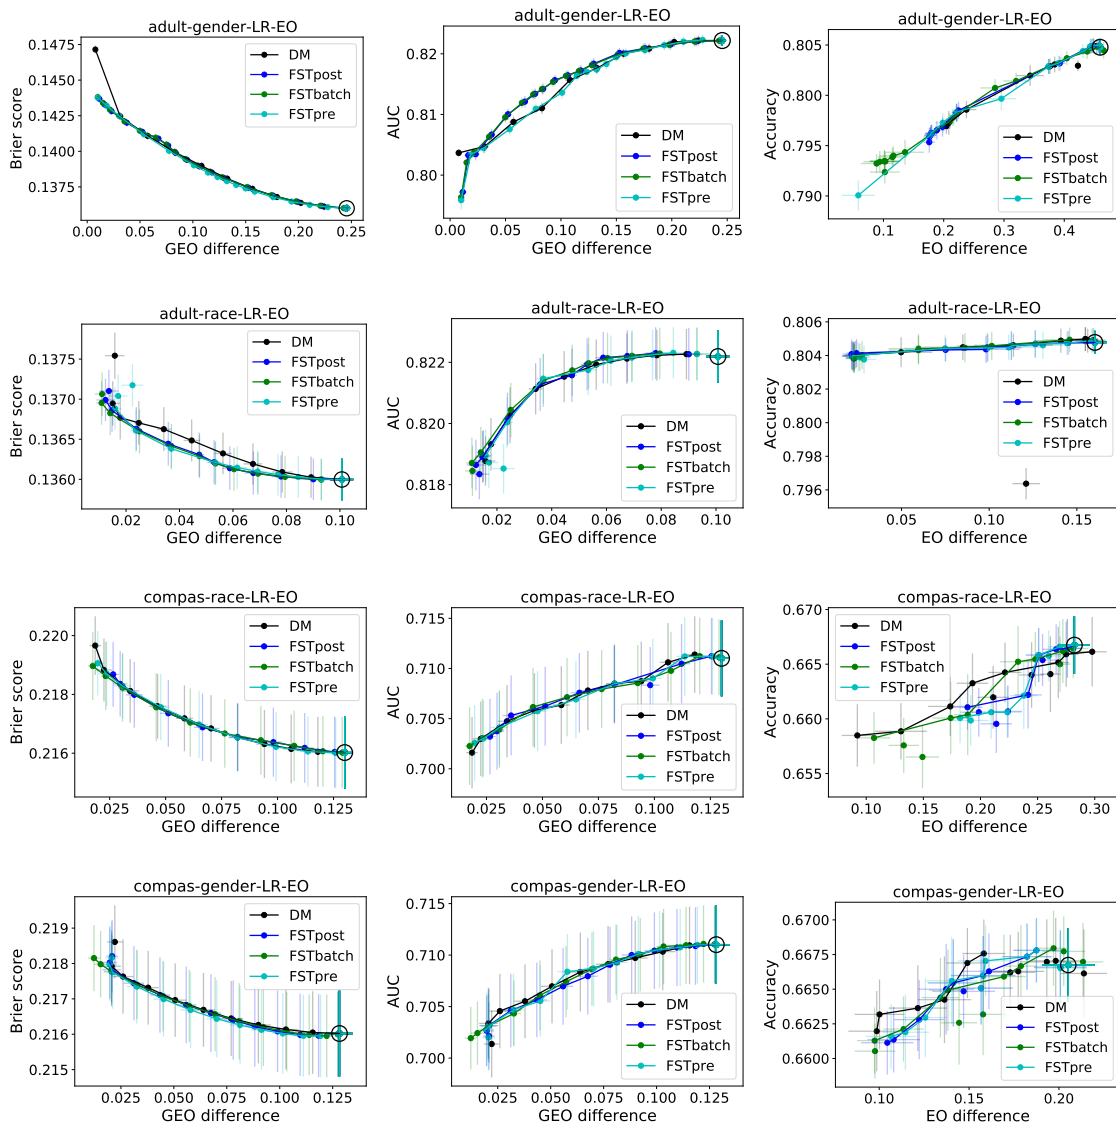 adult-gender-LR-EO
Brier score
0.1475
0.1450
0.1425
0.1400
0.1375
0.00 0.05 0.10 0.15 0.20 0.25
GEO difference
DM
FSTpost
FSTbatch
FSTpre
adult-gender-LR-EO
AUC
0.82
0.81
0.80
0.00 0.05 0.10 0.15 0.20 0.25
GEO difference
DM
FSTpost
FSTbatch
FSTpre
adult-gender-LR-EO
Accuracy
0.805
0.800
0.795
0.790
0.1 0.2 0.3 0.4
EO difference
DM
FSTpost
FSTbatch
FSTpre
adult-race-LR-EO
Brier score
0.1375
0.1370
0.1365
0.1360
0.02 0.04 0.06 0.08 0.10
GEO difference
DM
FSTpost
FSTbatch
FSTpre
adult-race-LR-EO
AUC
0.822
0.820
0.818
0.02 0.04 0.06 0.08 0.10
GEO difference
DM
FSTpost
FSTbatch
FSTpre
adult-race-LR-EO
Accuracy
0.806
0.804
0.802
0.800
0.798
0.796
0.05 0.10 0.15
EO difference
DM
FSTpost
FSTbatch
FSTpre
compas-race-LR-EO
Brier score
0.220
0.218
0.216
0.025 0.050 0.075 0.100 0.125
GEO difference
DM
FSTpost
FSTbatch
FSTpre
compas-race-LR-EO
AUC
0.715
0.710
0.705
0.700
0.025 0.050 0.075 0.100 0.125
GEO difference
DM
FSTpost
FSTbatch
FSTpre
compas-race-LR-EO
Accuracy
0.670
0.665
0.660
0.655
0.10 0.15 0.20 0.25 0.30
EO difference
DM
FSTpost
FSTbatch
FSTpre
compas-gender-LR-EO
Brier score
0.219
0.218
0.217
0.216
0.215
0.025 0.050 0.075 0.100 0.125
GEO difference
DM
FSTpost
FSTbatch
FSTpre
compas-gender-LR-EO
AUC
0.715
0.710
0.705
0.700
0.025 0.050 0.075 0.100 0.125
GEO difference
DM
FSTpost
FSTbatch
FSTpre
compas-gender-LR-EO
Accuracy
0.6700
0.6675
0.6650
0.6625
0.6600
0.10 0.15 0.20
EO difference
DM
FSTpost
FSTbatch
FSTpre